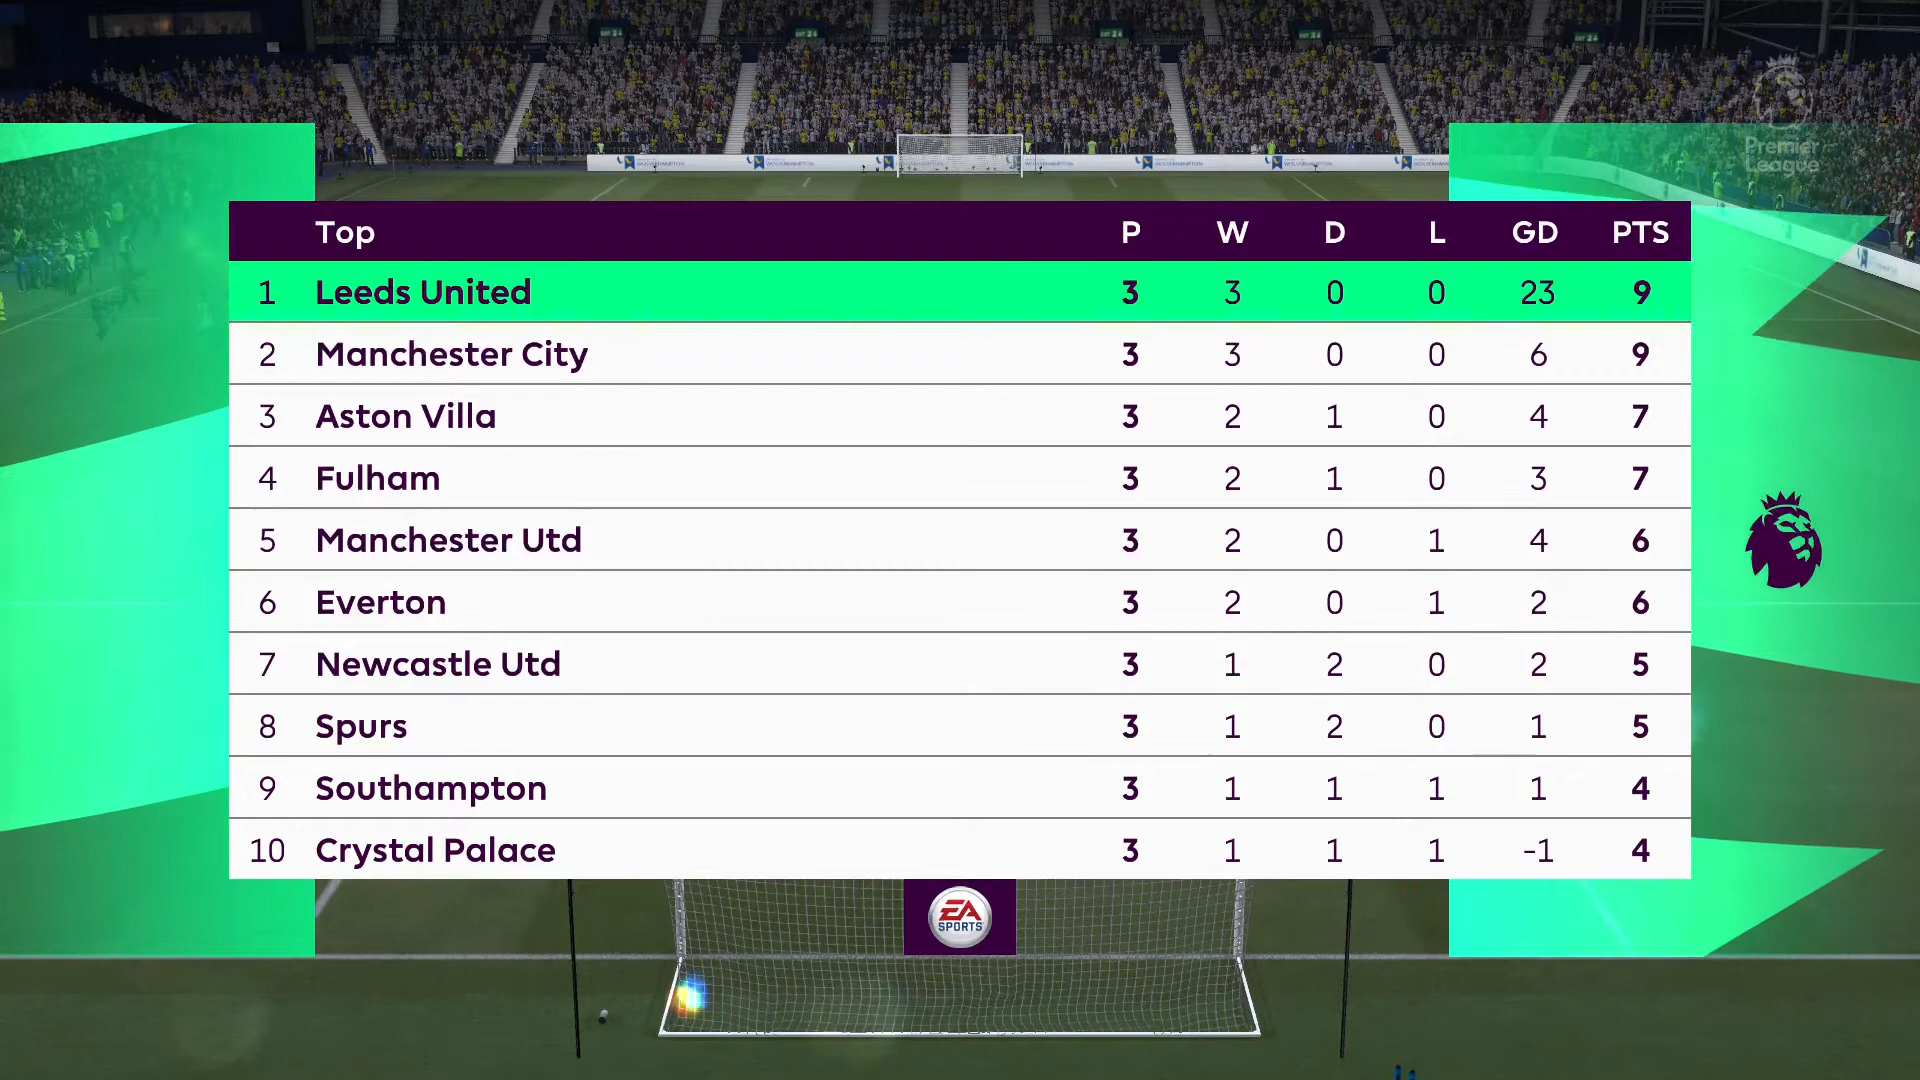 Premier
League
Top P W D L GD PTS
1 Leeds United 3 3 0 0 23 9
2 Manchester City 3 3 0 0 6 9
3 Aston Villa 3 2 1 0 4 7
4 Fulham 3 2 1 0 3 7
5 Manchester Utd 3 2 0 1 4 6
6 Everton 3 2 0 1 2 6
7 Newcastle Utd 3 1 2 0 2 5
8 Spurs 3 1 2 0 1 5
9 Southampton 3 1 1 1 1 4
10 Crystal Palace 3 1 1 1 -1 4
EA
SPORTS